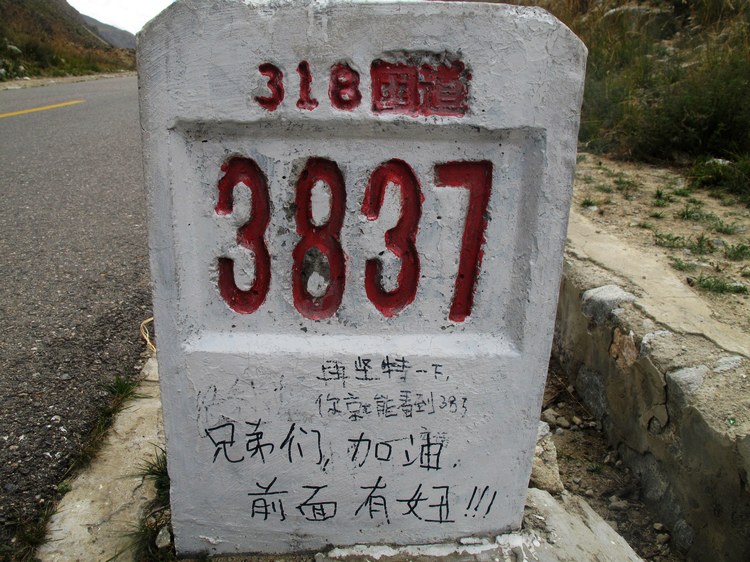 318国道
3837
再坚持一下,
你就能看到383
兄弟们,加油.
前面有妞!!!